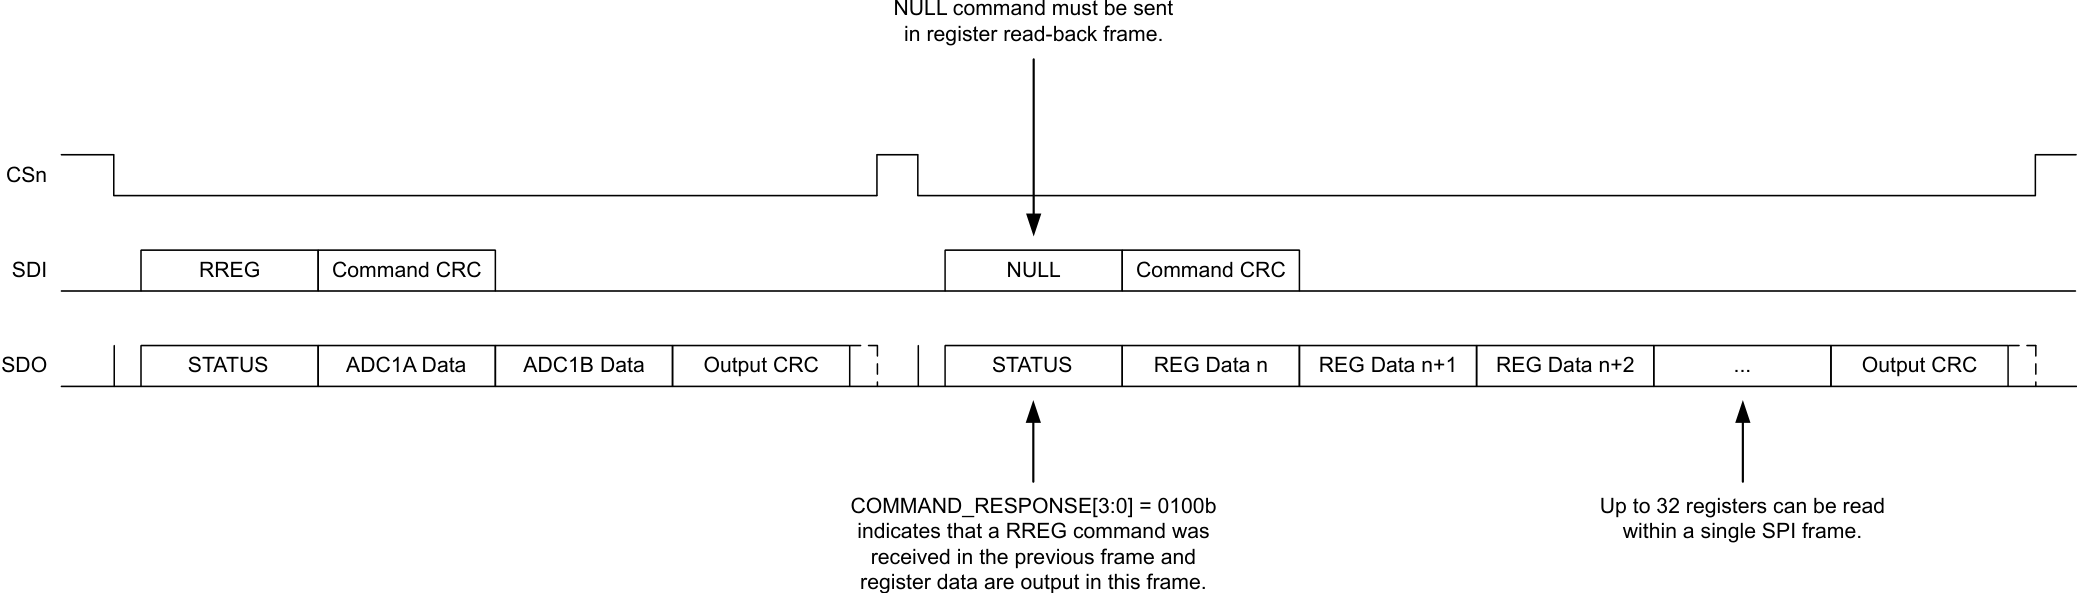 NULL command must be sent
in register read-back frame.
CSn
SDI
RREG
Command CRC
NULL
Command CRC
SDO
STATUS
ADC1A Data
ADC1B Data
Output CRC
STATUS
REG Data n
REG Data n+1
REG Data n+2
...
Output CRC
COMMAND_RESPONSE[3:0] = 0100b
indicates that a RREG command was
received in the previous frame and
register data are output in this frame.
Up to 32 registers can be read
within a single SPI frame.